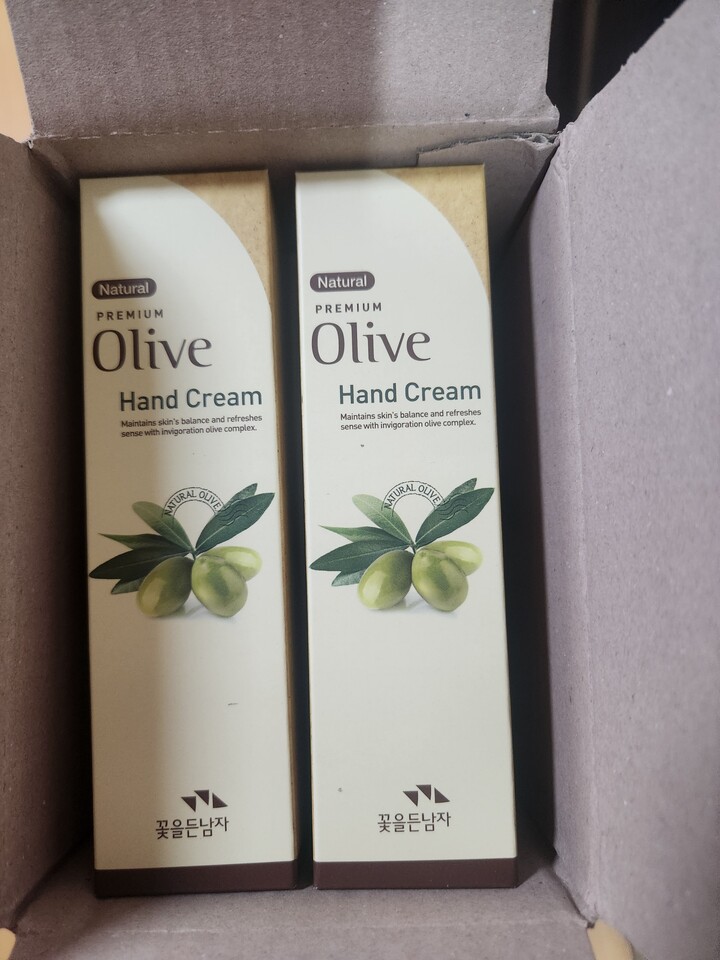 Natural
PREMIUM
Olive
Hand Cream
Maintains skin's balance and refreshes
sense with invigoration olive complex.
NATURAL OLIVE
꽃을든남자
Natural
PREMIUM
Olive
Hand Cream
Maintains skin's balance and refreshes
sense with invigoration olive complex.
NATURAL OLIVE
꽃을든남자